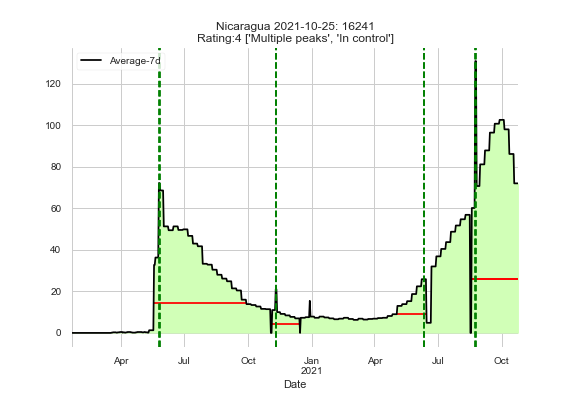 Nicaragua 2021-10-25: 16241
Rating:4 ['Multiple peaks', 'In control']
Average-7d
120
100
80
60
40
20
0
Apr Jul Oct Jan Apr Jul Oct
2021
Date